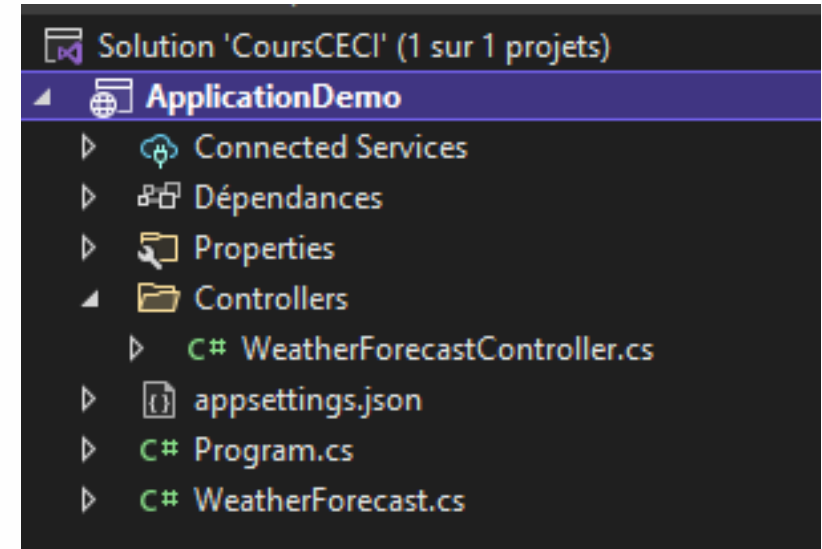 Solution 'CoursCECI' (1 sur 1 projets)
ApplicationDemo
Connected Services
Dépendances
Properties
Controllers
C# WeatherForecastController.cs
appsettings.json
C# Program.cs
C# WeatherForecast.cs